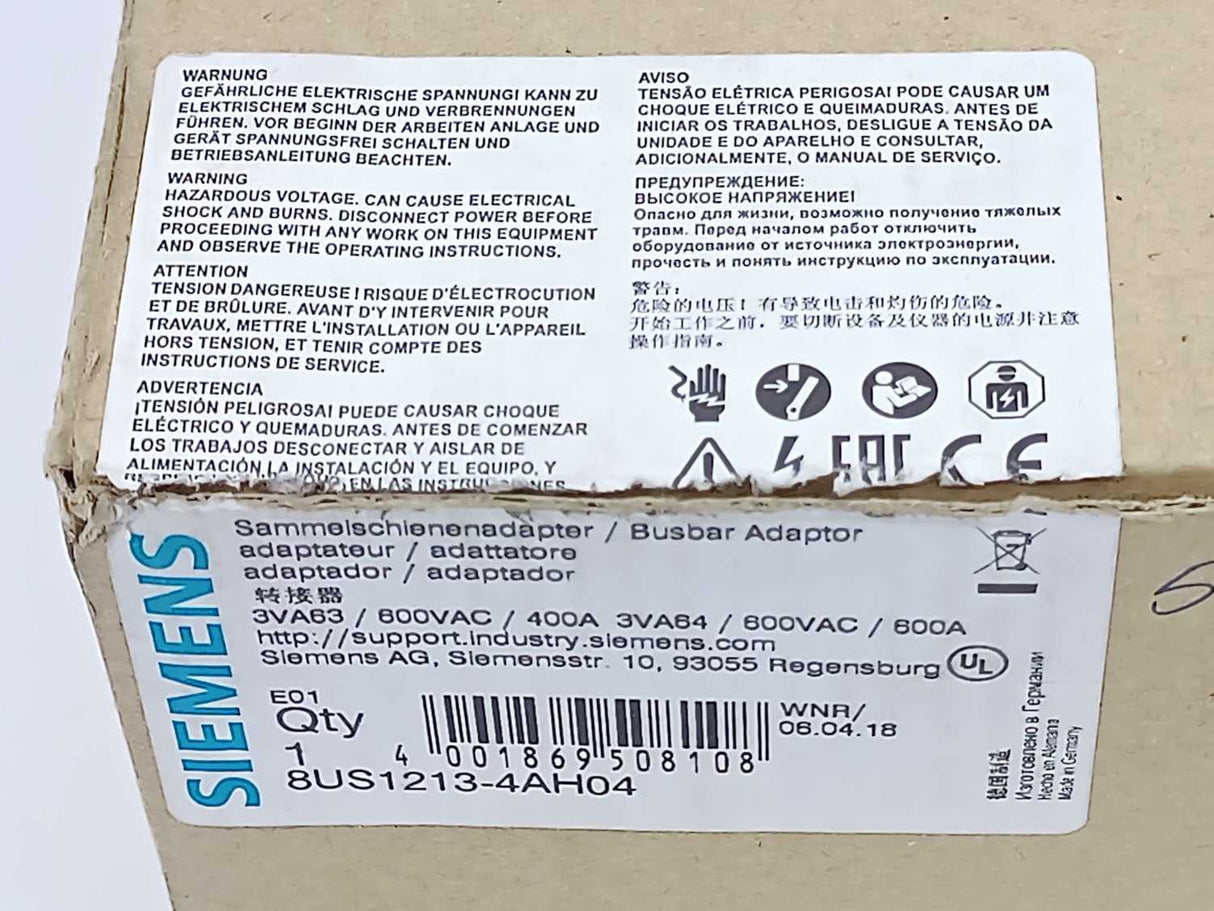 WARNUNG
GEFÄHRLICHE ELEKTRISCHE SPANNUNG! KANN ZU
ELEKTRISCHEM SCHLAG UND VERBRENNUNGEN
FÜHREN. VOR BEGINN DER ARBEITEN ANLAGE UND
GERÄT SPANNUNGSFREI SCHALTEN UND
BETRIEBSANLEITUNG BEACHTEN.
WARNING
HAZARDOUS VOLTAGE. CAN CAUSE ELECTRICAL
SHOCK AND BURNS. DISCONNECT POWER BEFORE
PROCEEDING WITH ANY WORK ON THIS EQUIPMENT
AND OBSERVE THE OPERATING INSTRUCTIONS.
ATTENTION
TENSION DANGEREUSE ! RISQUE D'ÉLECTROCUTION
ET DE BRÛLURE. AVANT D'Y INTERVENIR POUR
TRAVAUX, METTRE L'INSTALLATION OU L'APPAREIL
HORS TENSION, ET TENIR COMPTE DES
INSTRUCTIONS DE SERVICE.
ADVERTENCIA
¡TENSIÓN PELIGROSA! PUEDE CAUSAR CHOQUE
ELÉCTRICO Y QUEMADURAS. ANTES DE COMENZAR
LOS TRABAJOS DESCONECTAR Y AISLAR DE
ALIMENTACIÓN LA INSTALACIÓN Y EL EQUIPO, Y
EN LAS
AVISO
TENSÃO ELÉTRICA PERIGOSA! PODE CAUSAR UM
CHOQUE ELÉTRICO E QUEIMADURAS. ANTES DE
INICIAR OS TRABALHOS, DESLIGUE A TENSÃO DA
UNIDADE E DO APARELHO E CONSULTAR,
ADICIONALMENTE, O MANUAL DE SERVIÇO.
ПРЕДУПРЕЖДЕНИЕ:
ВЫСОКОЕ НАПРЯЖЕНИЕ!
Опасно для жизни, возможно получение тяжелых
травм. Перед началом работ отключить
оборудование от источника электроэнергии,
прочесть и понять инструкцию по эксплуатации.
警告：
危险的电压！有导致电击和灼伤的危险。
开始工作之前，要切断设备及仪器的电源并注意
操作指南。
EAC CE
SIEMENS
Sammelschienenadapter / Busbar Adaptor
adaptateur / adattatore
adaptador / adaptador
转接器
3VA63 / 600VAC / 400A 3VA64 / 600VAC / 600A
http://support.industry.siemens.com
Siemens AG, Siemensstr. 10, 93055 Regensburg UL
E01
Qty
1
4 001869 508108
WNR/
06.04.18
8US1213-4AH04
德国制造
Изготовлено в Германии
Hecho en Alemania
Made in Germany